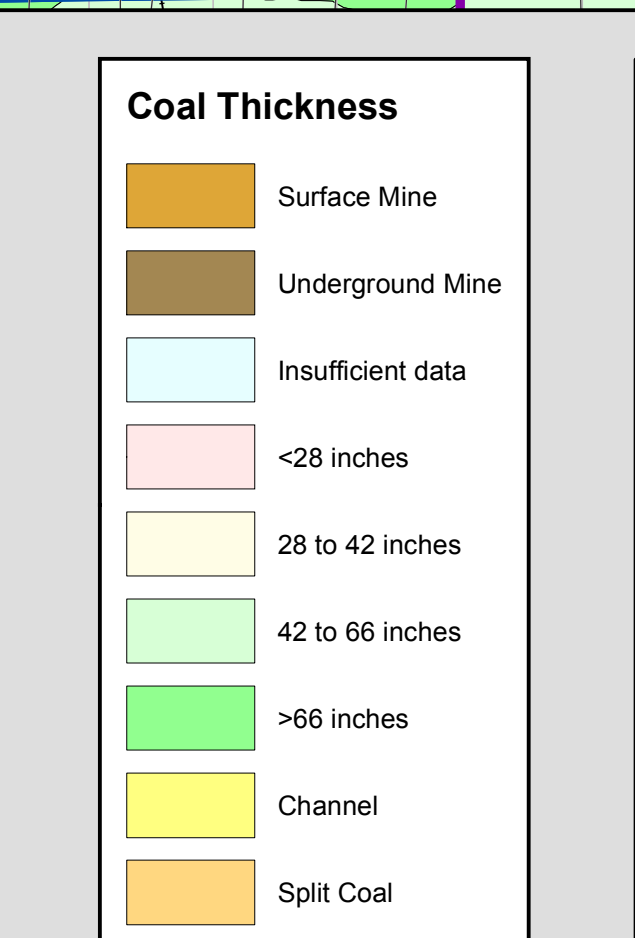 Coal Thickness
Surface Mine
Underground Mine
Insufficient data
<28 inches
28 to 42 inches
42 to 66 inches
>66 inches
Channel
Split Coal